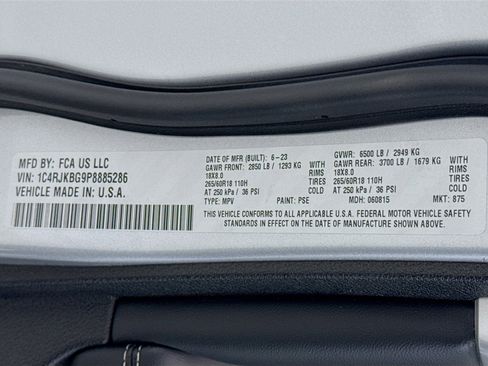 MFD BY: FCA US LLC
VIN: 1C4RJKBG9P8885286
VEHICLE MADE IN: U.S.A.
DATE OF MFR (BUILT): 6-23
GAWR FRONT: 2850 LB / 1293 KG
18X8.0 RIM
265/60R18 110H TIRES
AT 250 kPa / 36 PSI COLD
TYPE: MPV PAINT: PSE
GVWR: 6500 LB / 2949 KG
GAWR REAR: 3700 LB / 1679 KG
18X8.0 RIM
265/60R18 110H TIRES
AT 250 kPa / 36 PSI COLD
MDH: 060815 MKT: 875
THIS VEHICLE CONFORMS TO ALL APPLICABLE U.S.A. FEDERAL MOTOR VEHICLE SAFETY
STANDARDS IN EFFECT ON THE DATE OF MANUFACTURE SHOWN ABOVE.